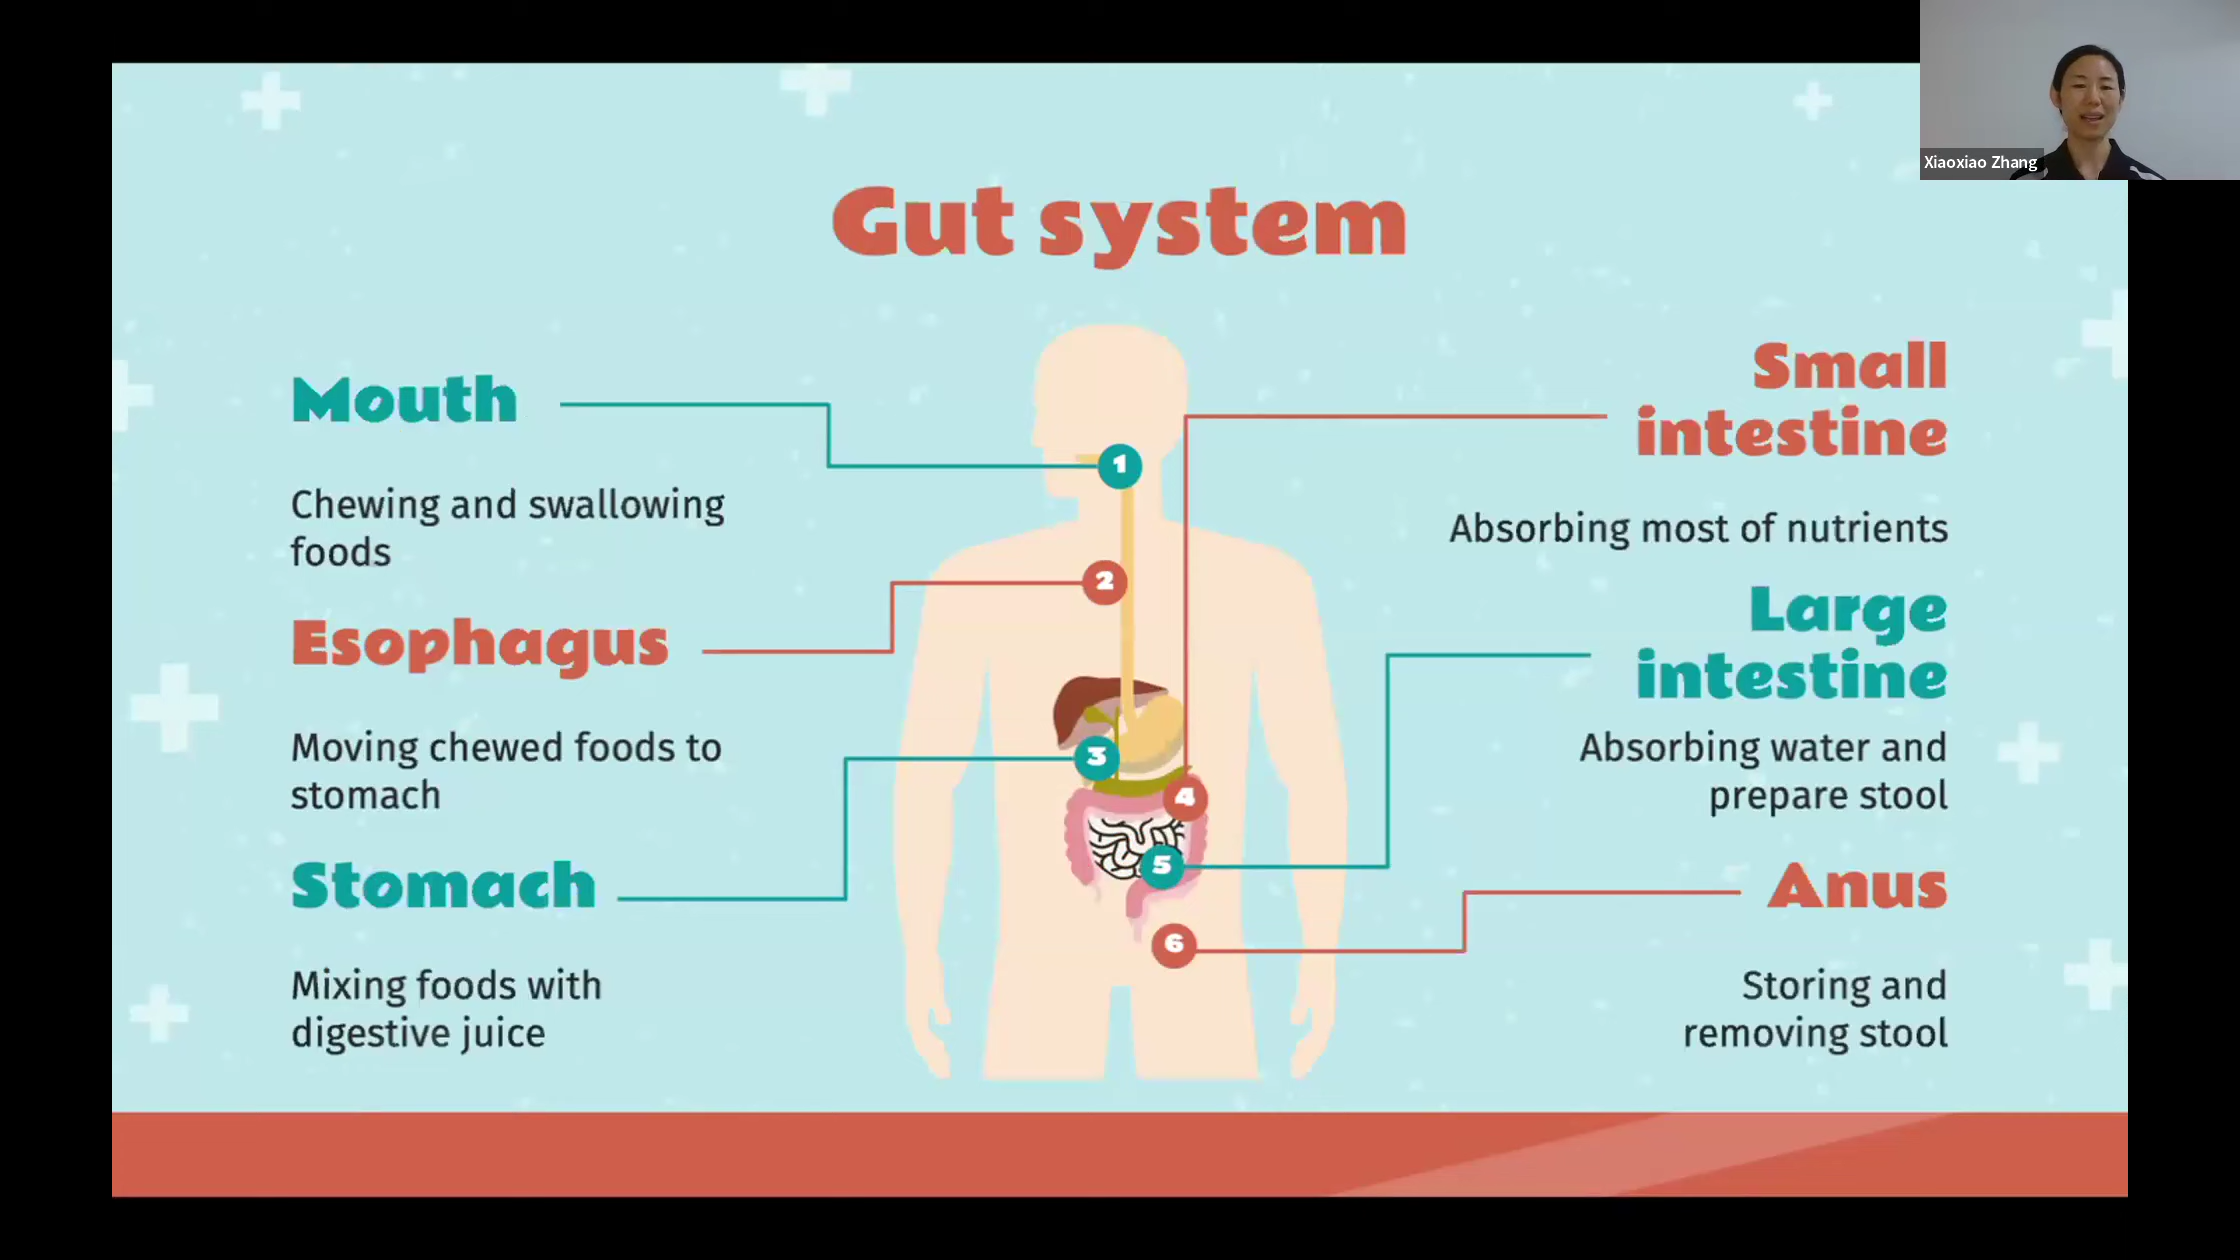 Xiaoxiao Zhang
Gut system
Mouth
Chewing and swallowing
foods
Esophagus
Moving chewed foods to
stomach
Stomach
Mixing foods with
digestive juice
1
2
3
4
5
6
Small
intestine
Absorbing most of nutrients
Large
intestine
Absorbing water and
prepare stool
Anus
Storing and
removing stool